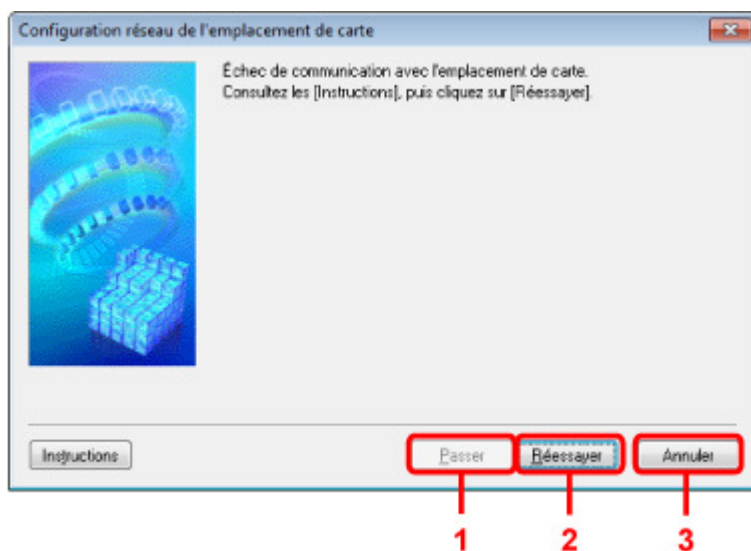 Configuration réseau de l'emplacement de carte
Échec de communication avec l'emplacement de carte.
Consultez les [Instructions], puis cliquez sur [Réessayer].
Instructions
Passer
Réessayer
Annuler
1
2
3